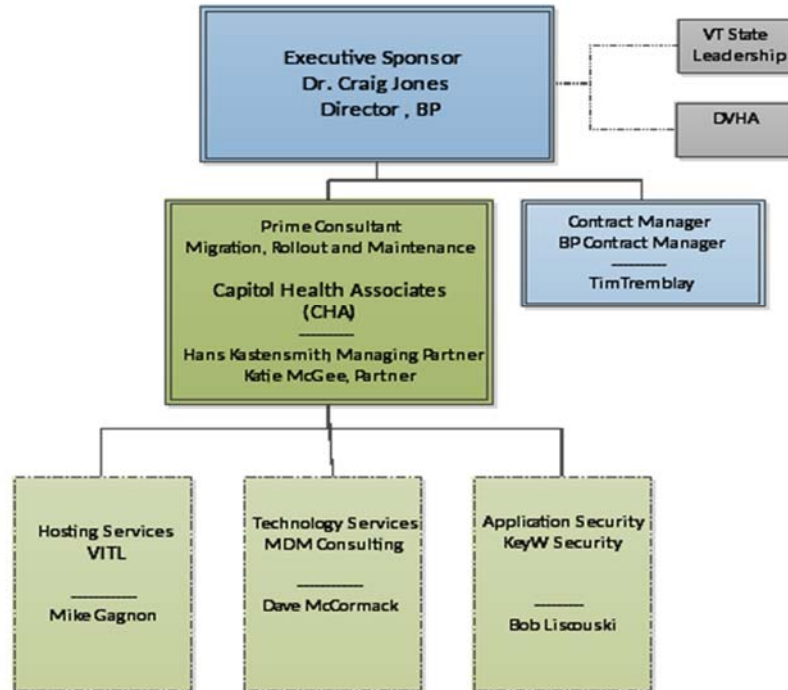 Executive Sponsor
Dr. Craig Jones
Director , BP
VT State
Leadership
DVHA
Prime Consultant
Migration, Rollout and Maintenance
Capitol Health Associates
(CHA)
Hans Kastensmith, Managing Partner
Katie McGee, Partner
Contract Manager
BP Contract Manager
Tim Tremblay
Hosting Services
VITL
Mike Gagnon
Technology Services
MDM Consulting
Dave McCormack
Application Security
KeyW Security
Bob Liscouski